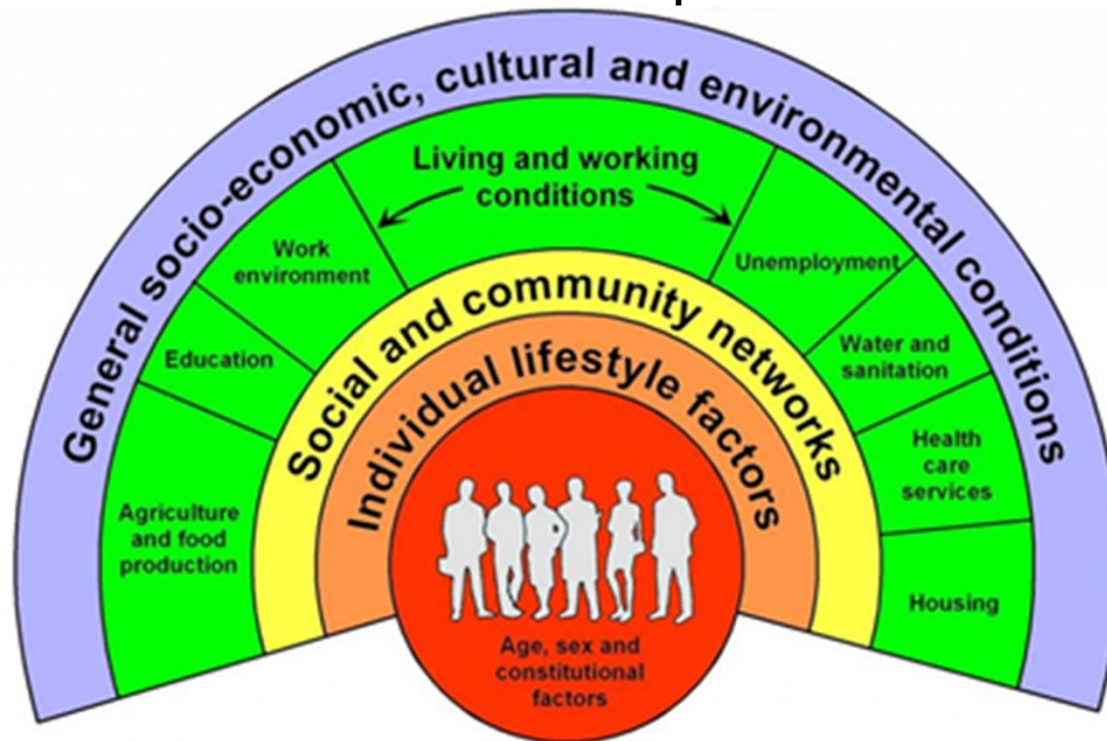 General socio-economic, cultural and environmental conditions
Living and working
conditions
Work
environment
Education
Agriculture
and food
production
Unemployment
Water and
sanitation
Health
care
services
Housing
Social and community networks
Individual lifestyle factors
Age, sex and
constitutional
factors